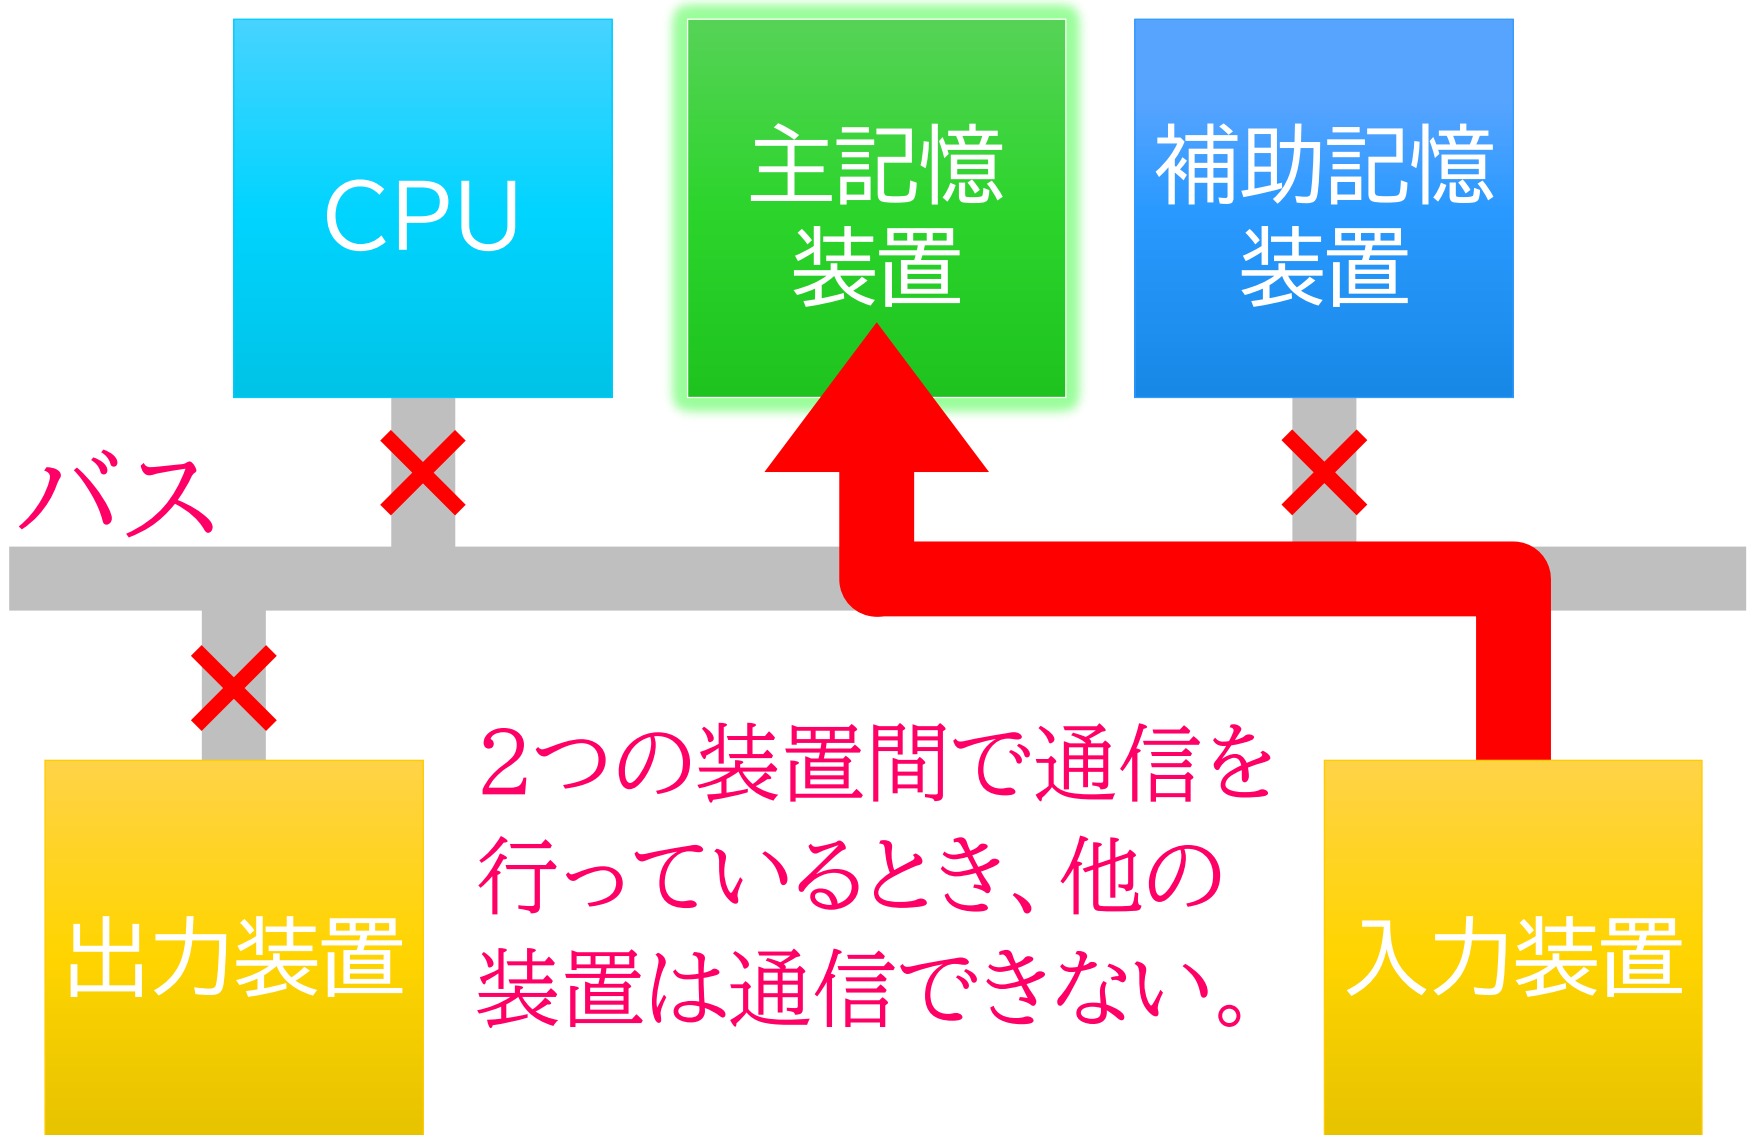 CPU
主記憶
装置
補助記憶
装置
バス
2つの装置間で通信を
行っているとき、他の
装置は通信できない。
出力装置
入力装置